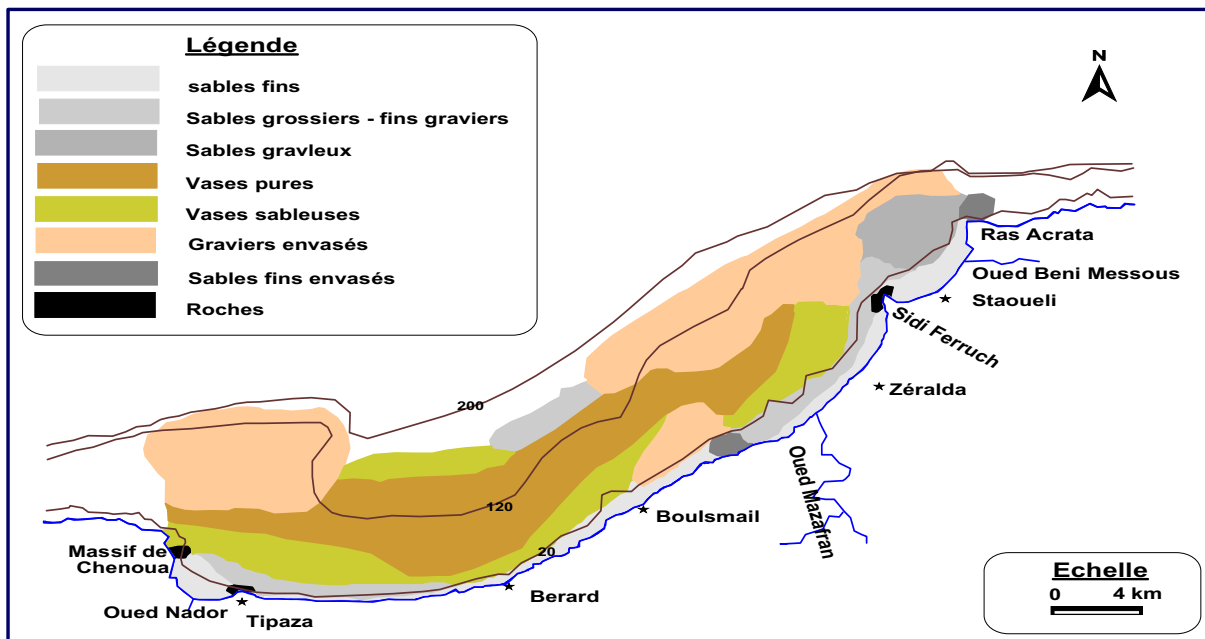 Légende
sables fins
Sables grossiers - fins graviers
Sables gravleux
Vases pures
Vases sableuses
Graviers envasés
Sables fins envasés
Roches
N
Ras Acrata
Oued Beni Messous
Staoueli
Sidi Ferruch
Zéralda
200
Oued Mazafran
120
Boulsmail
20
Massif de
Chenoua
Berard
Oued Nador
Tipaza
Echelle
0 4 km